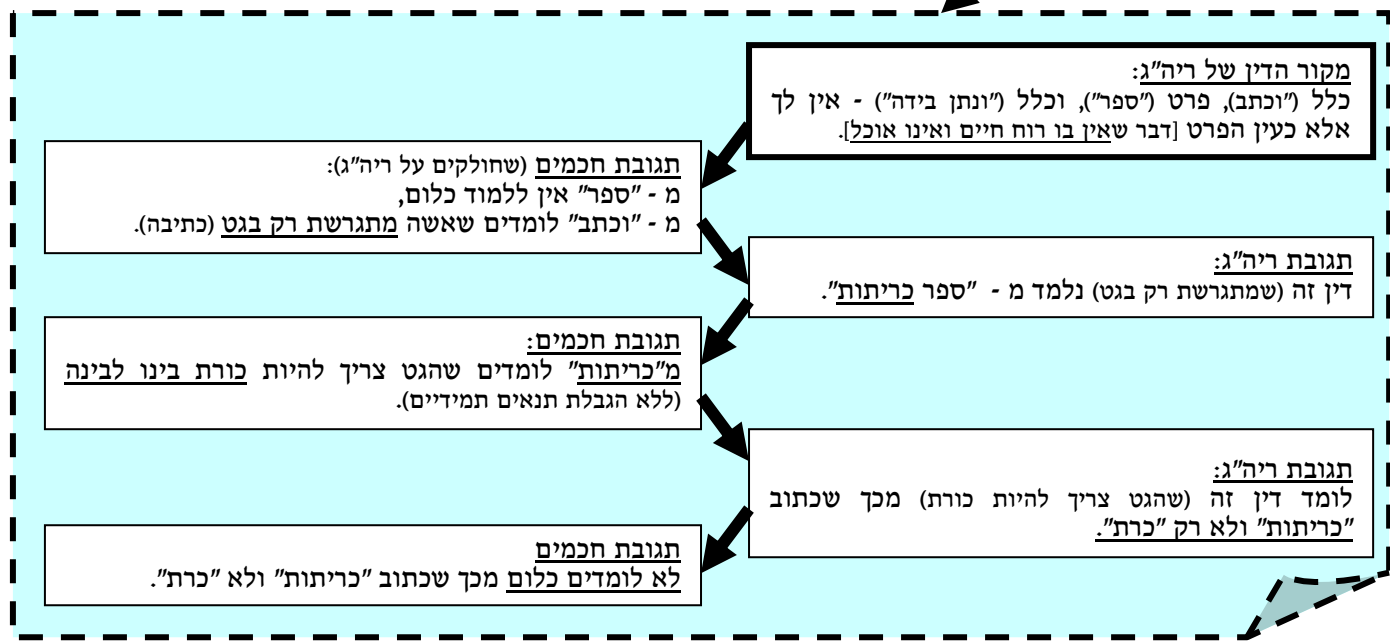 מקור הדין של ריה"ג:
כלל ("וכתב), פרט ("ספר"), וכלל ("ונתן בידה") - אין לך
אלא כעין הפרט [דבר שאין בו רוח חיים ואינו אוכל].
תגובת חכמים (שחולקים על ריה"ג):
מ - "ספר" אין ללמוד כלום,
מ - "וכתב" לומדים שאשה מתגרשת רק בגט (כתיבה).
תגובת ריה"ג:
דין זה (שמתגרשת רק בגט) נלמד מ - "ספר כריתות".
תגובת חכמים:
מ"כריתות" לומדים שהגט צריך להיות כורת בינו לבינה
(ללא הגבלת תנאים תמידיים).
תגובת ריה"ג:
לומד דין זה (שהגט צריך להיות כורת) מכך שכתוב
"כריתות" ולא רק "כרת".
תגובת חכמים
לא לומדים כלום מכך שכתוב "כריתות" ולא "כרת".